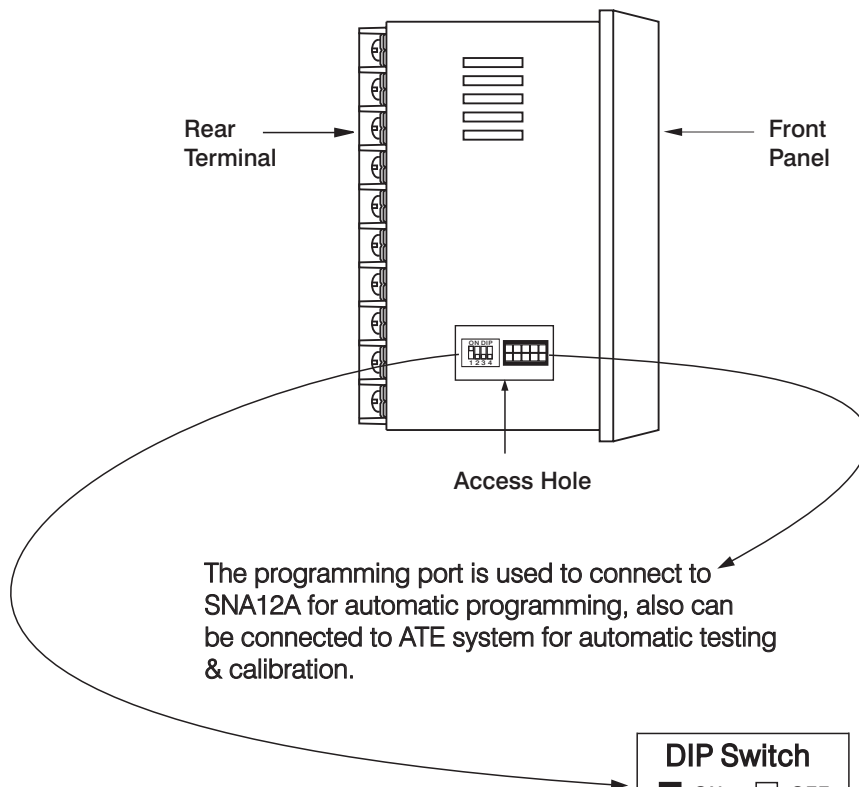 Rear
Terminal
Front
Panel
ON DIP
1 2 3 4
Access Hole
The programming port is used to connect to
SNA12A for automatic programming, also can
be connected to ATE system for automatic testing
& calibration.
DIP Switch